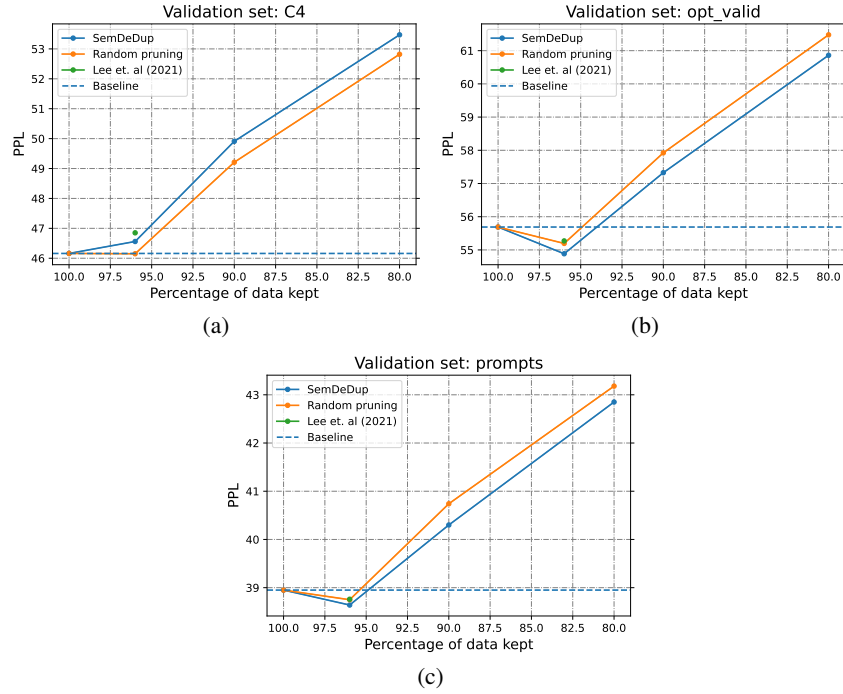 Validation set: C4
SemDeDup
Random pruning
Lee et. al (2021)
Baseline
PPL
53
52
51
50
49
48
47
46
100.0 97.5 95.0 92.5 90.0 87.5 85.0 82.5 80.0
Percentage of data kept
(a)
Validation set: opt_valid
SemDeDup
Random pruning
Lee et. al (2021)
Baseline
PPL
61
60
59
58
57
56
55
100.0 97.5 95.0 92.5 90.0 87.5 85.0 82.5 80.0
Percentage of data kept
(b)
Validation set: prompts
SemDeDup
Random pruning
Lee et. al (2021)
Baseline
PPL
43
42
41
40
39
100.0 97.5 95.0 92.5 90.0 87.5 85.0 82.5 80.0
Percentage of data kept
(c)